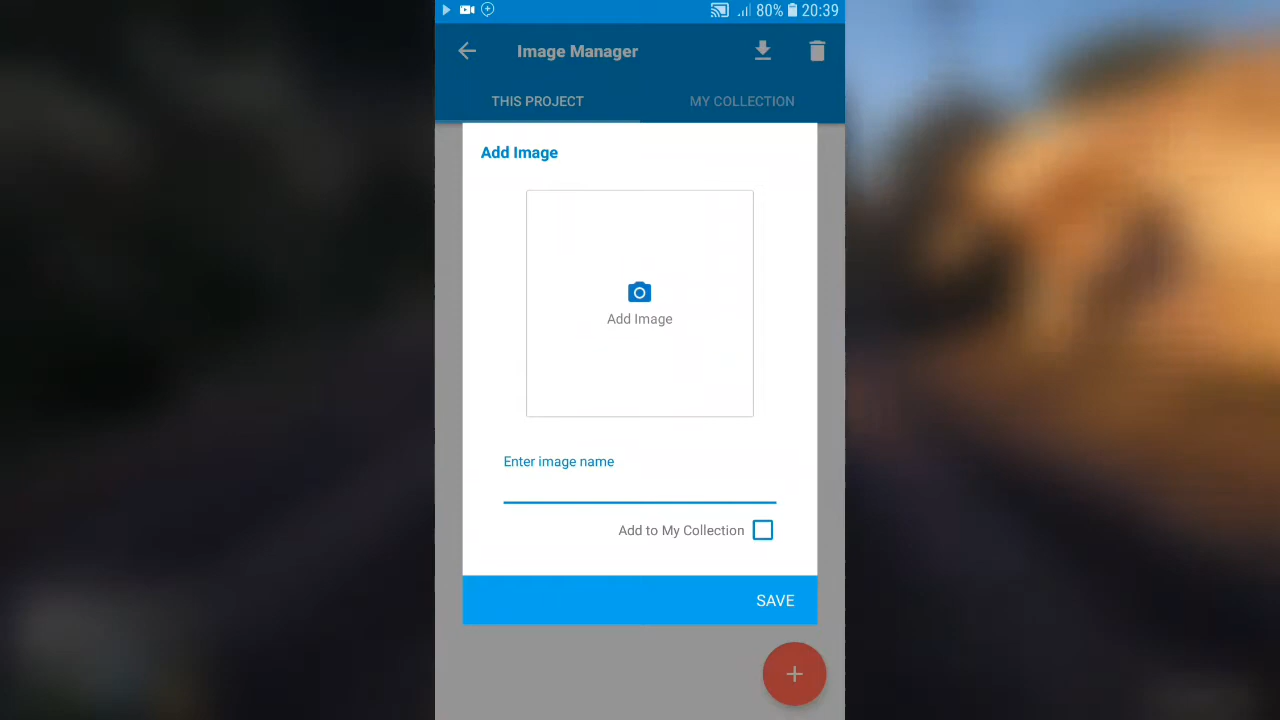 80% 20:39
Image Manager
THIS PROJECT MY COLLECTION
Add Image
Add Image
Enter image name
Add to My Collection
SAVE